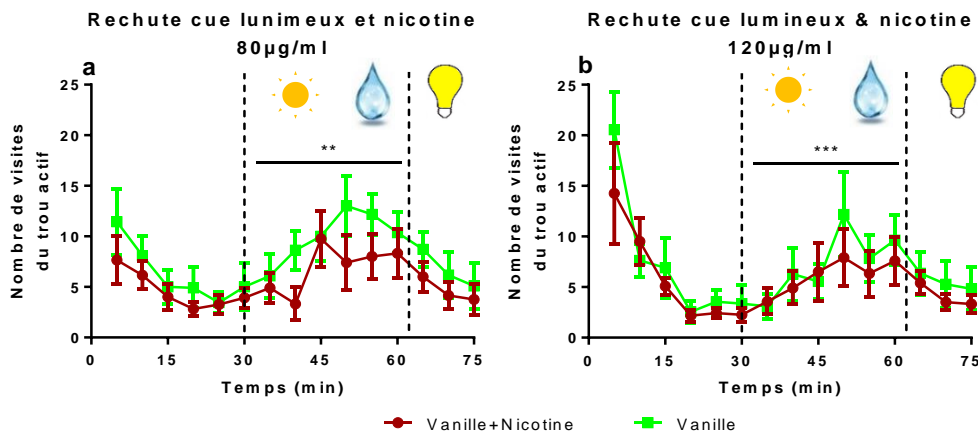 Rechute cue lunimeux et nicotine
80µg/ml
a
**
Nombre de visites
du trou actif
25
20
15
10
5
0
0 15 30 45 60 75
Temps (min)
Rechute cue lumineux & nicotine
120µg/ml
b
***
Nombre de visites
du trou actif
25
20
15
10
5
0
0 15 30 45 60 75
Temps (min)
Vanille+Nicotine Vanille